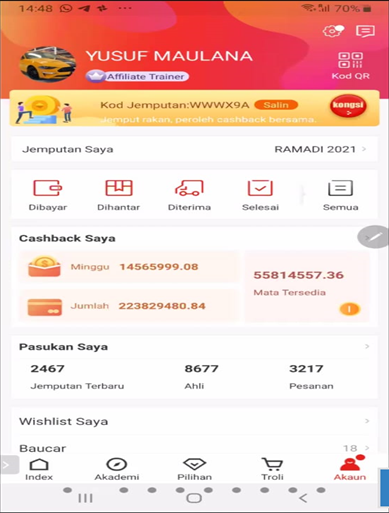 14:48 70%
YUSUF MAULANA
Affiliate Trainer
Kod QR
Kod Jemputan:WWWX9A Salin
kongsi
Jemput rakan, peroleh cashback bersama.
Jemputan Saya RAMADI 2021
Dibayar Dihantar Diterima Selesai Semua
Cashback Saya
Minggu 14565999.08
55814557.36
Mata Tersedia
Jumlah 223829480.84
Pasukan Saya
2467 8677 3217
Jemputan Terbaru Ahli Pesanan
Wishlist Saya
Baucar 18
Index Akademi Pilihan Troli Akaun